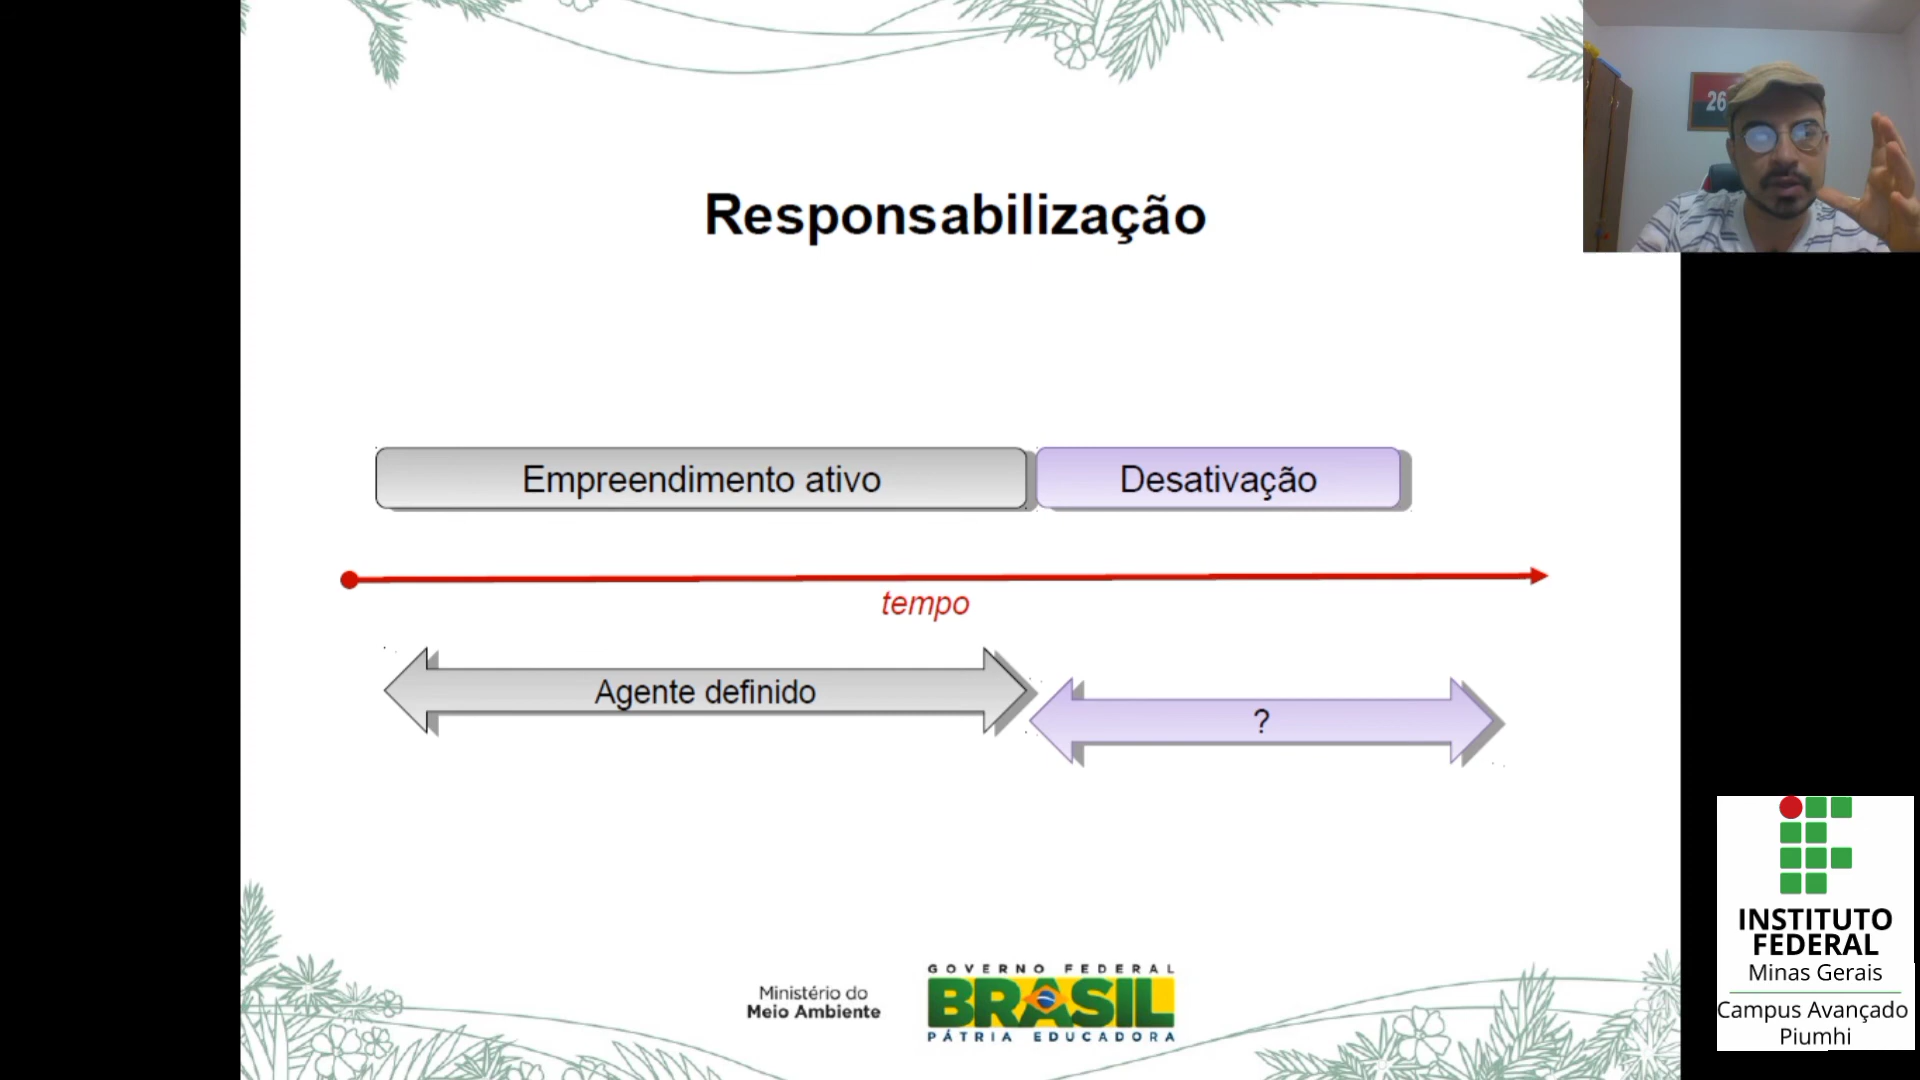 Responsabilização
26
Empreendimento ativo
Desativação
tempo
Agente definido
?
Ministério do
Meio Ambiente
GOVERNO FEDERAL
BRASIL
PÁTRIA EDUCADORA
INSTITUTO
FEDERAL
Minas Gerais
Campus Avançado
Piumhi